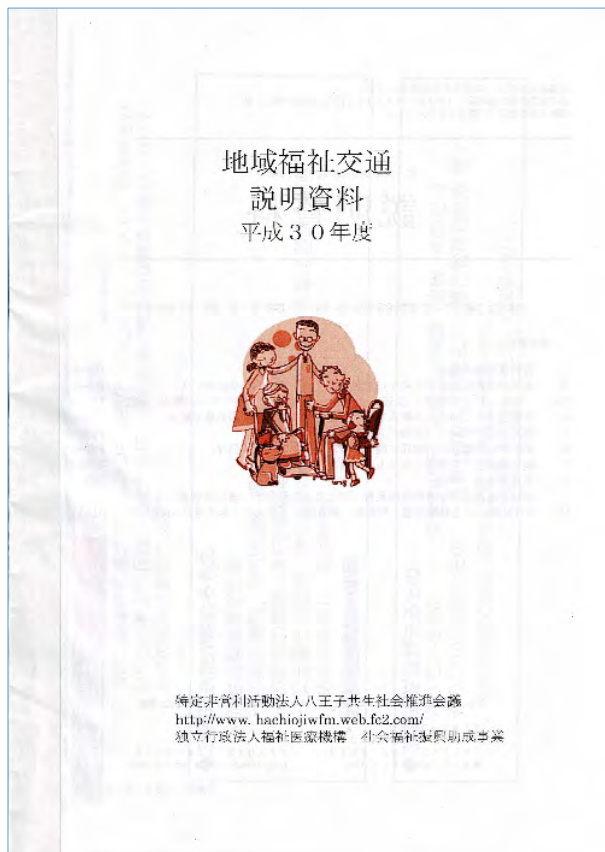 地域福祉交通
説明資料
平成３０年度
特定非営利活動法人八王子共生社会推進会議
http://www. hachiojiwfm.web.fc2.com/
独立行政法人福祉医療機構　社会福祉振興助成事業